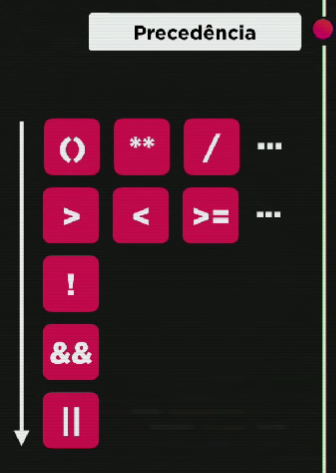 Precedência
() ** / ...
> < >= ...
!
&&
||